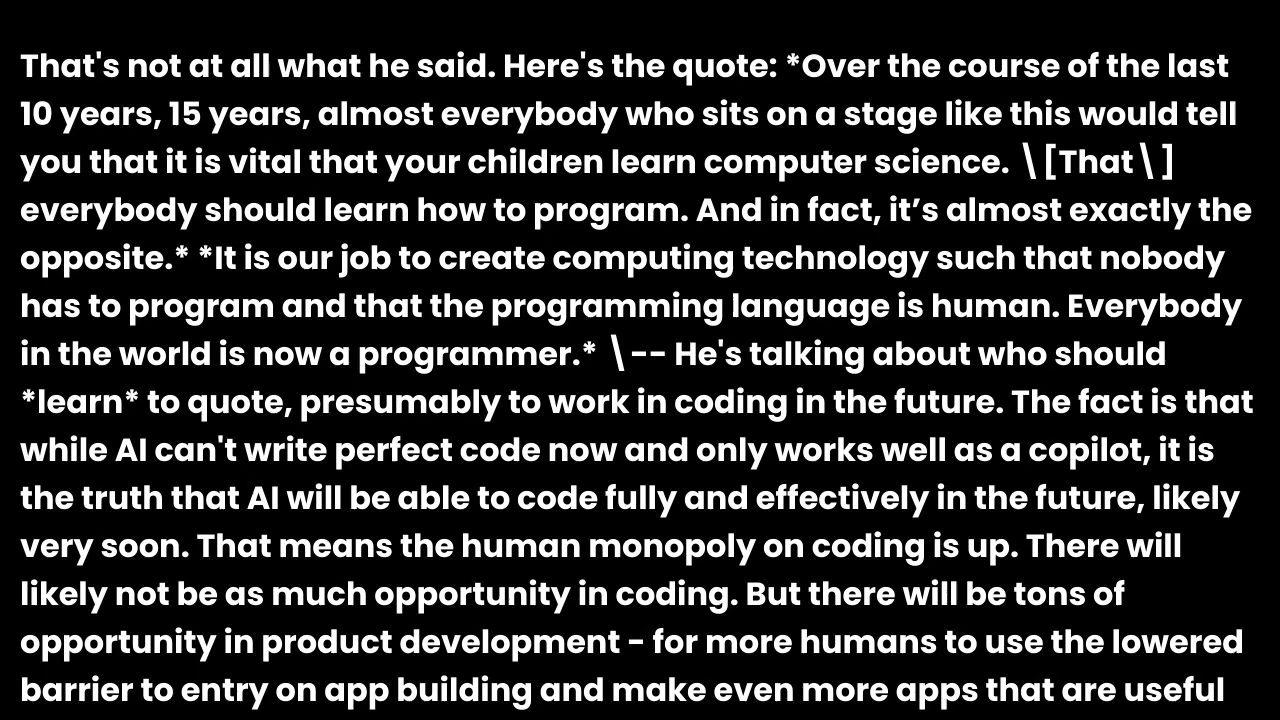 That's not at all what he said. Here's the quote: *Over the course of the last
10 years, 15 years, almost everybody who sits on a stage like this would tell
you that it is vital that your children learn computer science. \[That\]
everybody should learn how to program. And in fact, it’s almost exactly the
opposite.* *It is our job to create computing technology such that nobody
has to program and that the programming language is human. Everybody
in the world is now a programmer.* \-- He's talking about who should
*learn* to quote, presumably to work in coding in the future. The fact is that
while AI can't write perfect code now and only works well as a copilot, it is
the truth that AI will be able to code fully and effectively in the future, likely
very soon. That means the human monopoly on coding is up. There will
likely not be as much opportunity in coding. But there will be tons of
opportunity in product development - for more humans to use the lowered
barrier to entry on app building and make even more apps that are useful